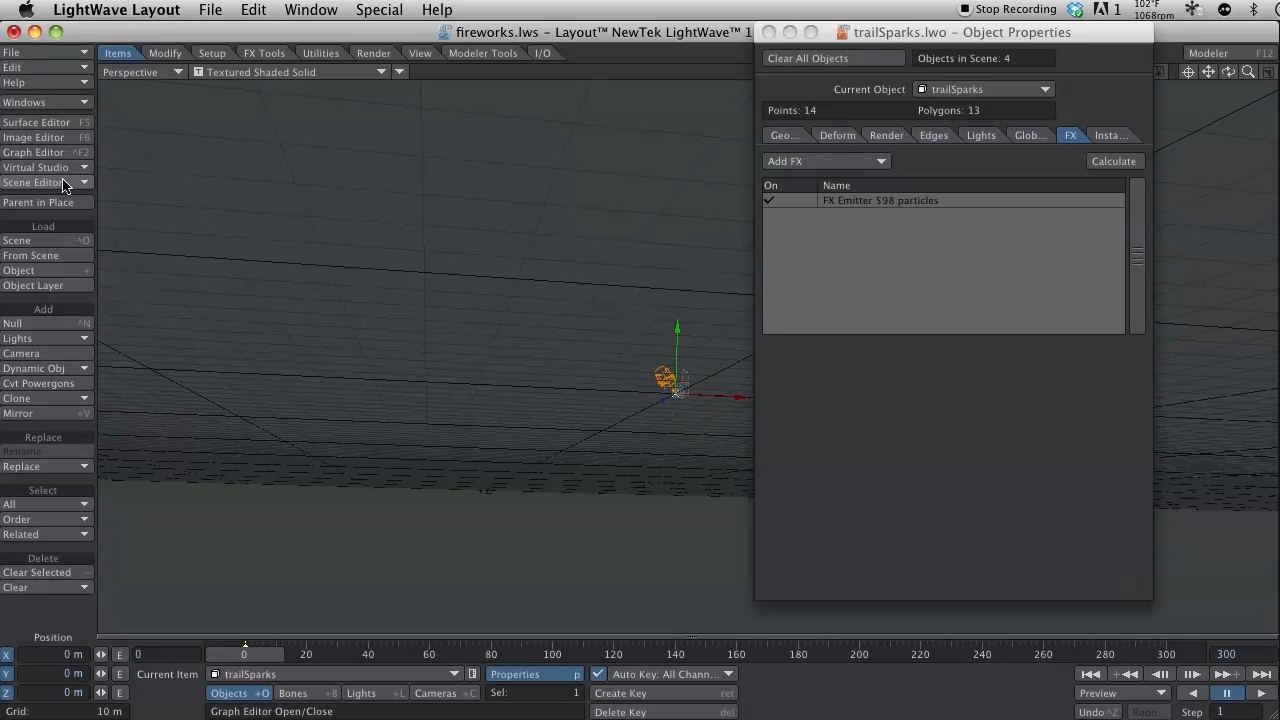 LightWave Layout File Edit Window Special Help Stop Recording 1 102°F 1068rpm
fireworks.lws – Layout™ NewTek LightWave™ 1
trailSparks.lwo – Object Properties
File Items Modify Setup FX Tools Utilities Render View Modeler Tools I/O Modeler F12
Edit Perspective Textured Shaded Solid
Help
Windows
Surface Editor F5
Image Editor F6
Graph Editor ^F2
Virtual Studio
Scene Editor
Parent in Place
Load
Scene ^O
From Scene
Object +
Object Layer
Add
Null ^N
Lights
Camera
Dynamic Obj
Cvt Powergons
Clone
Mirror +V
Replace
Rename
Replace
Select
All
Order
Related
Delete
Clear Selected –
Clear
Clear All Objects Objects in Scene: 4
Current Object trailSparks
Points: 14 Polygons: 13
Geo... Deform Render Edges Lights Glob... FX Insta...
Add FX Calculate
On Name
FX Emitter 598 particles
Position
X 0 m E 0 0 20 40 60 80 100 120 140 160 180 200 220 240 260 280 300 300
Y 0 m E Current Item trailSparks Properties p Auto Key: All Chann...
Z 0 m E Objects +O Bones +B Lights +L Cameras +C Sel: 1 Create Key ret Preview
Grid: 10 m Graph Editor Open/Close Delete Key del Undo ^Z Redo Step 1